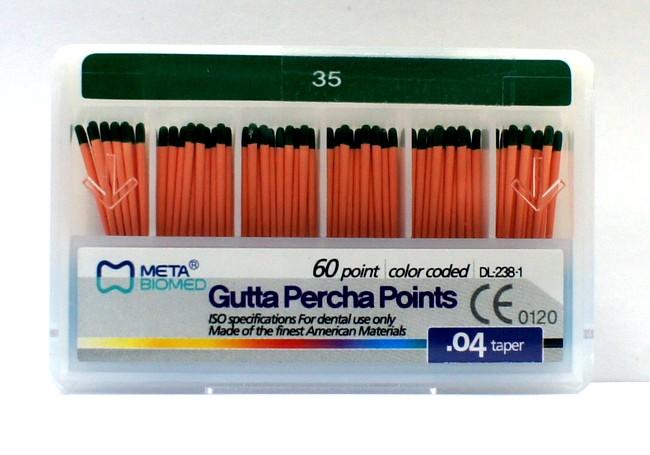 35
META®
BIOMED
60 point color coded DL-238-1
Gutta Percha Points
ISO specifications For dental use only
Made of the finest American Materials
CE 0120
.04 taper